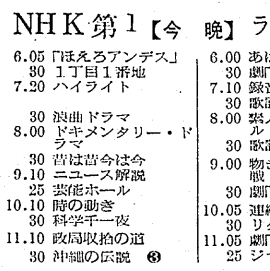 NHK第1【今晩】ラ
6.05「ほえろアンデス」
30 1丁目1番地
7.20 ハイライト
30 浪曲ドラマ
8.00 ドキメンタリー・ド
ラマ
30 昔は昔今は今
9.10 ニュース解説
25 芸能ホール
10.10 時の動き
30 科学千一夜
11.10 政局収拾の道
30 沖縄の伝説 ❸
6.00 あ
30 劇
7.10 録
30 歌
8.00 素
30 歌
9.00 物
戦
30 劇
10.05 連
30 リ
11.05 劇
25 ジ